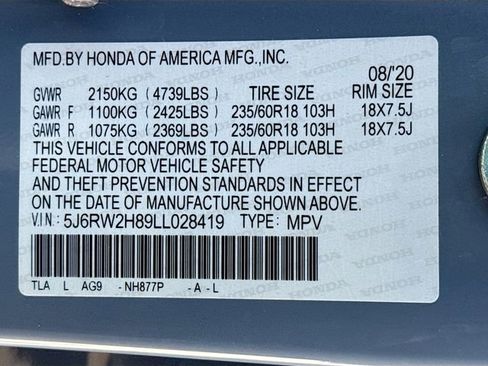 MFD.BY HONDA OF AMERICA MFG.,INC.
08/'20
GVWR 2150KG (4739LBS) TIRE SIZE RIM SIZE
GAWR F 1100KG (2425LBS) 235/60R18 103H 18X7.5J
GAWR R 1075KG (2369LBS) 235/60R18 103H 18X7.5J
THIS VEHICLE CONFORMS TO ALL APPLICABLE
FEDERAL MOTOR VEHICLE SAFETY
AND THEFT PREVENTION STANDARDS IN EFFECT
ON THE DATE OF MANUFACTURE SHOWN ABOVE.
V.I.N: 5J6RW2H89LL028419 TYPE: MPV
TLA L AG9 -NH877P -A-L